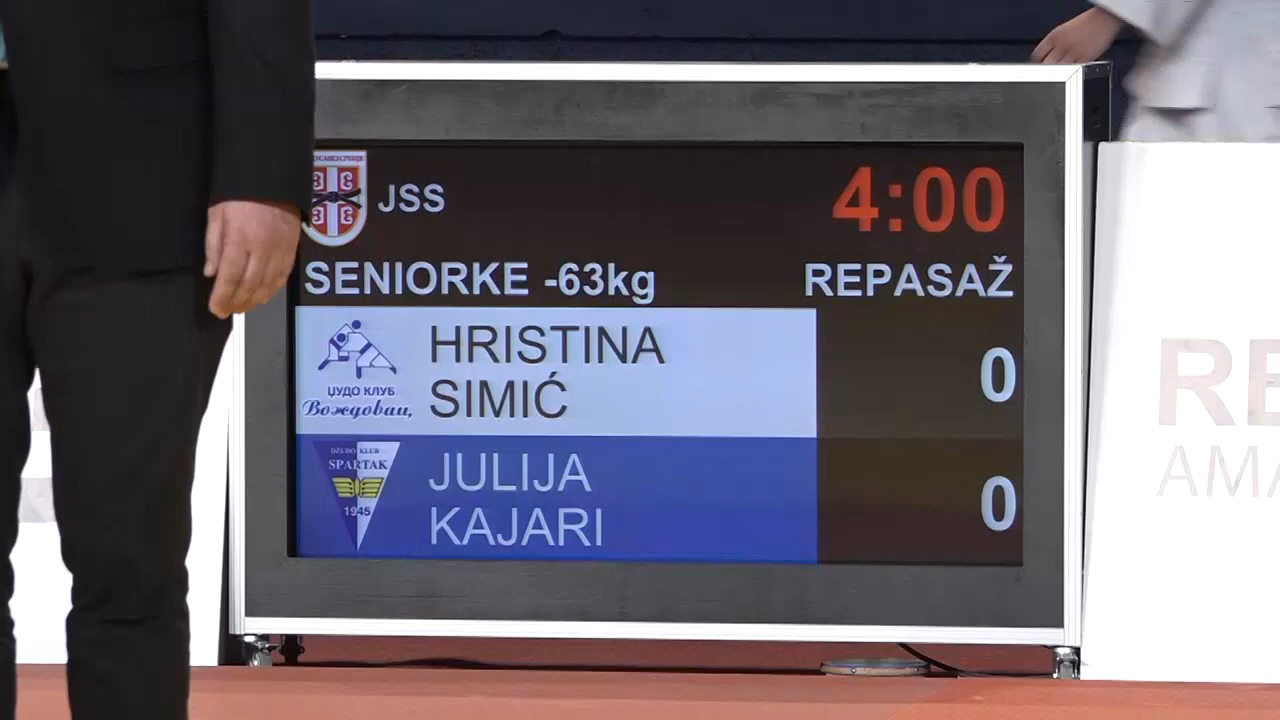 JSS
4:00
SENIORKE -63kg
REPASAŽ
HRISTINA
SIMIĆ
0
ЏУДО КЛУБ
Вождовац,
JULIJA
KAJARI
0
DŽUDO KLUB
SPARTAK
1945
RE
AMA